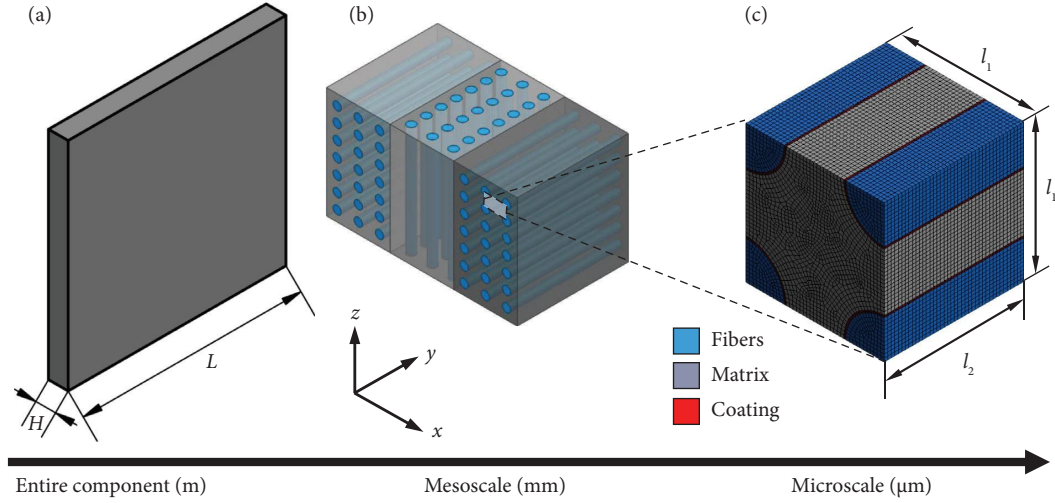 (a)
(b)
(c)
l₁
l₁
l₂
L
H
z
y
x
Fibers
Matrix
Coating
Entire component (m)
Mesoscale (mm)
Microscale (μm)